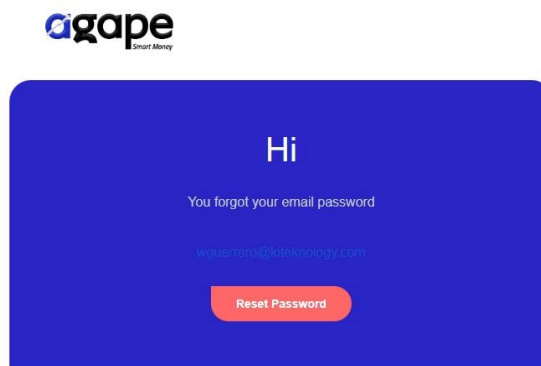 agape
Smart Money
Hi
You forgot your email password
wguerrero@kiteknology.com
Reset Password